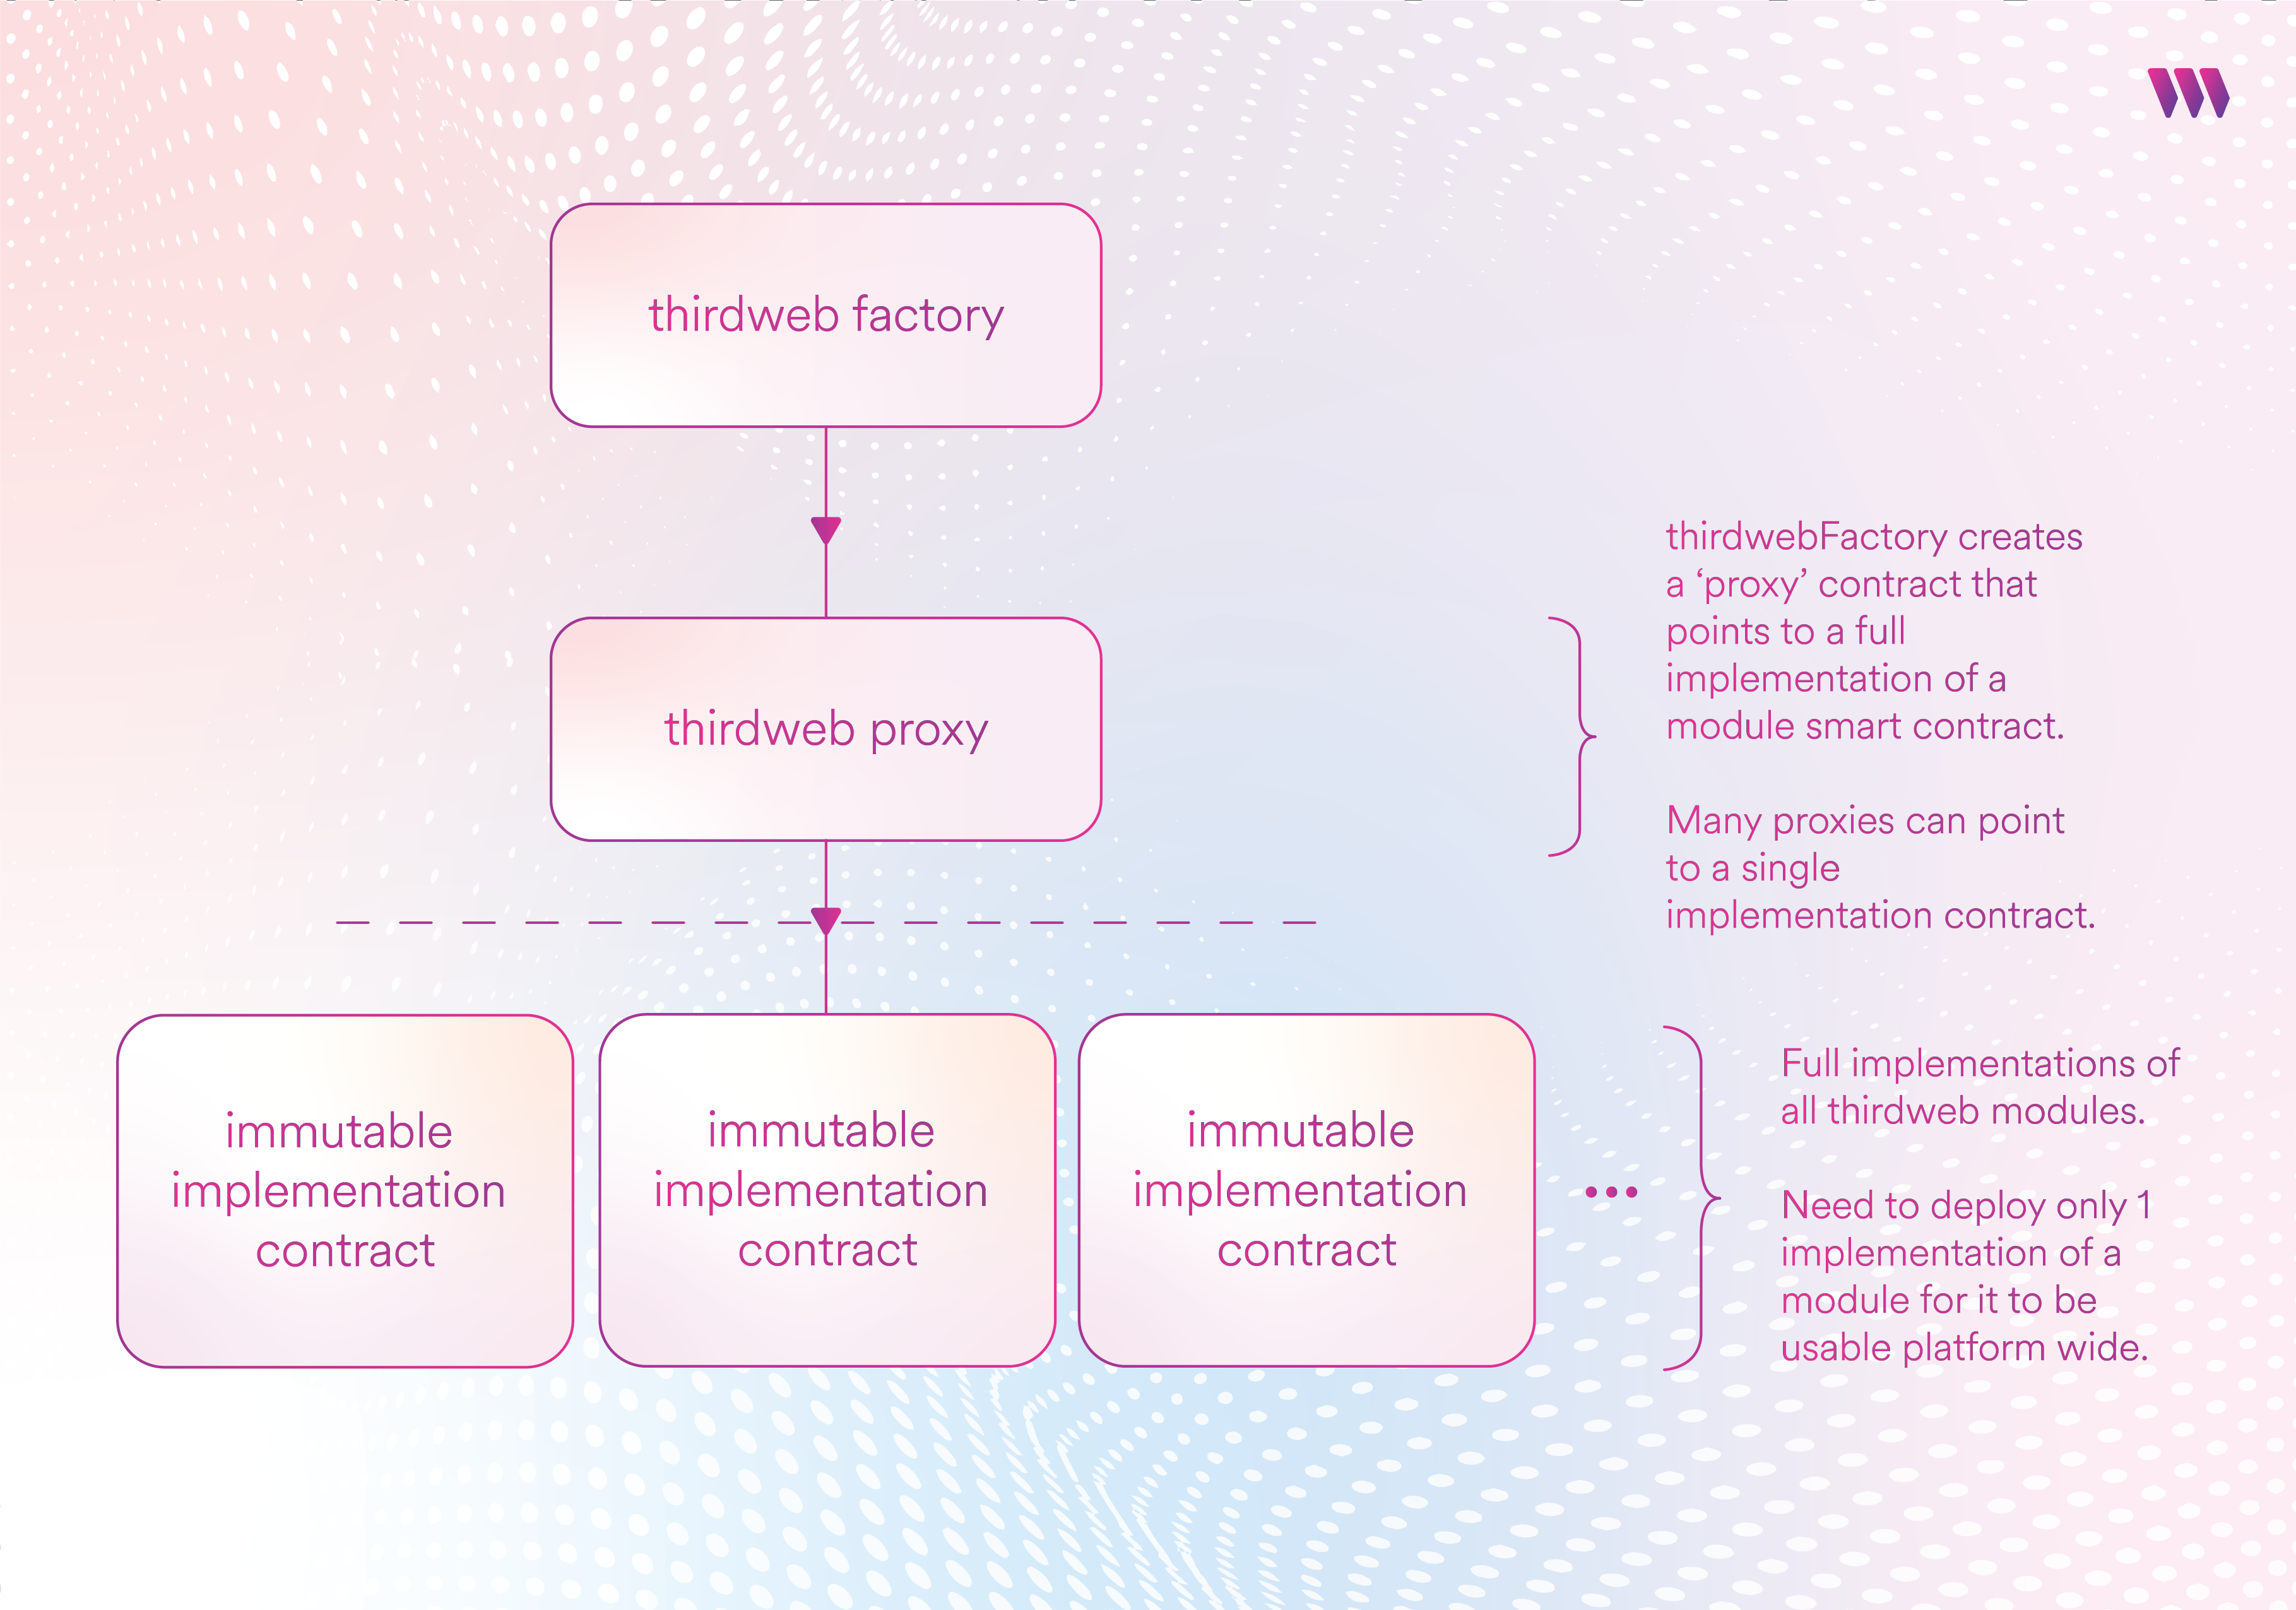 thirdweb factory
thirdwebFactory creates
a ‘proxy’ contract that
points to a full
implementation of a
module smart contract.
Many proxies can point
to a single
implementation contract.
thirdweb proxy
immutable
implementation
contract
immutable
implementation
contract
immutable
implementation
contract
Full implementations of
all thirdweb modules.
Need to deploy only 1
implementation of a
module for it to be
usable platform wide.